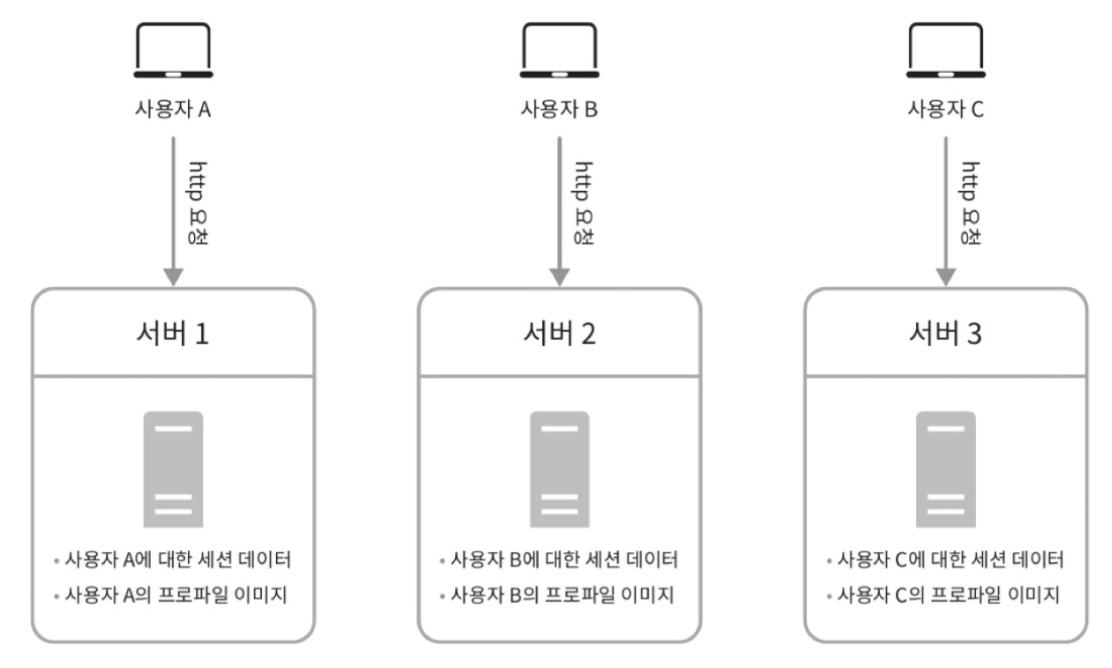 사용자 A
사용자 B
사용자 C
http 요청
http 요청
http 요청
서버 1
서버 2
서버 3
• 사용자 A에 대한 세션 데이터
• 사용자 A의 프로파일 이미지
• 사용자 B에 대한 세션 데이터
• 사용자 B의 프로파일 이미지
• 사용자 C에 대한 세션 데이터
• 사용자 C의 프로파일 이미지